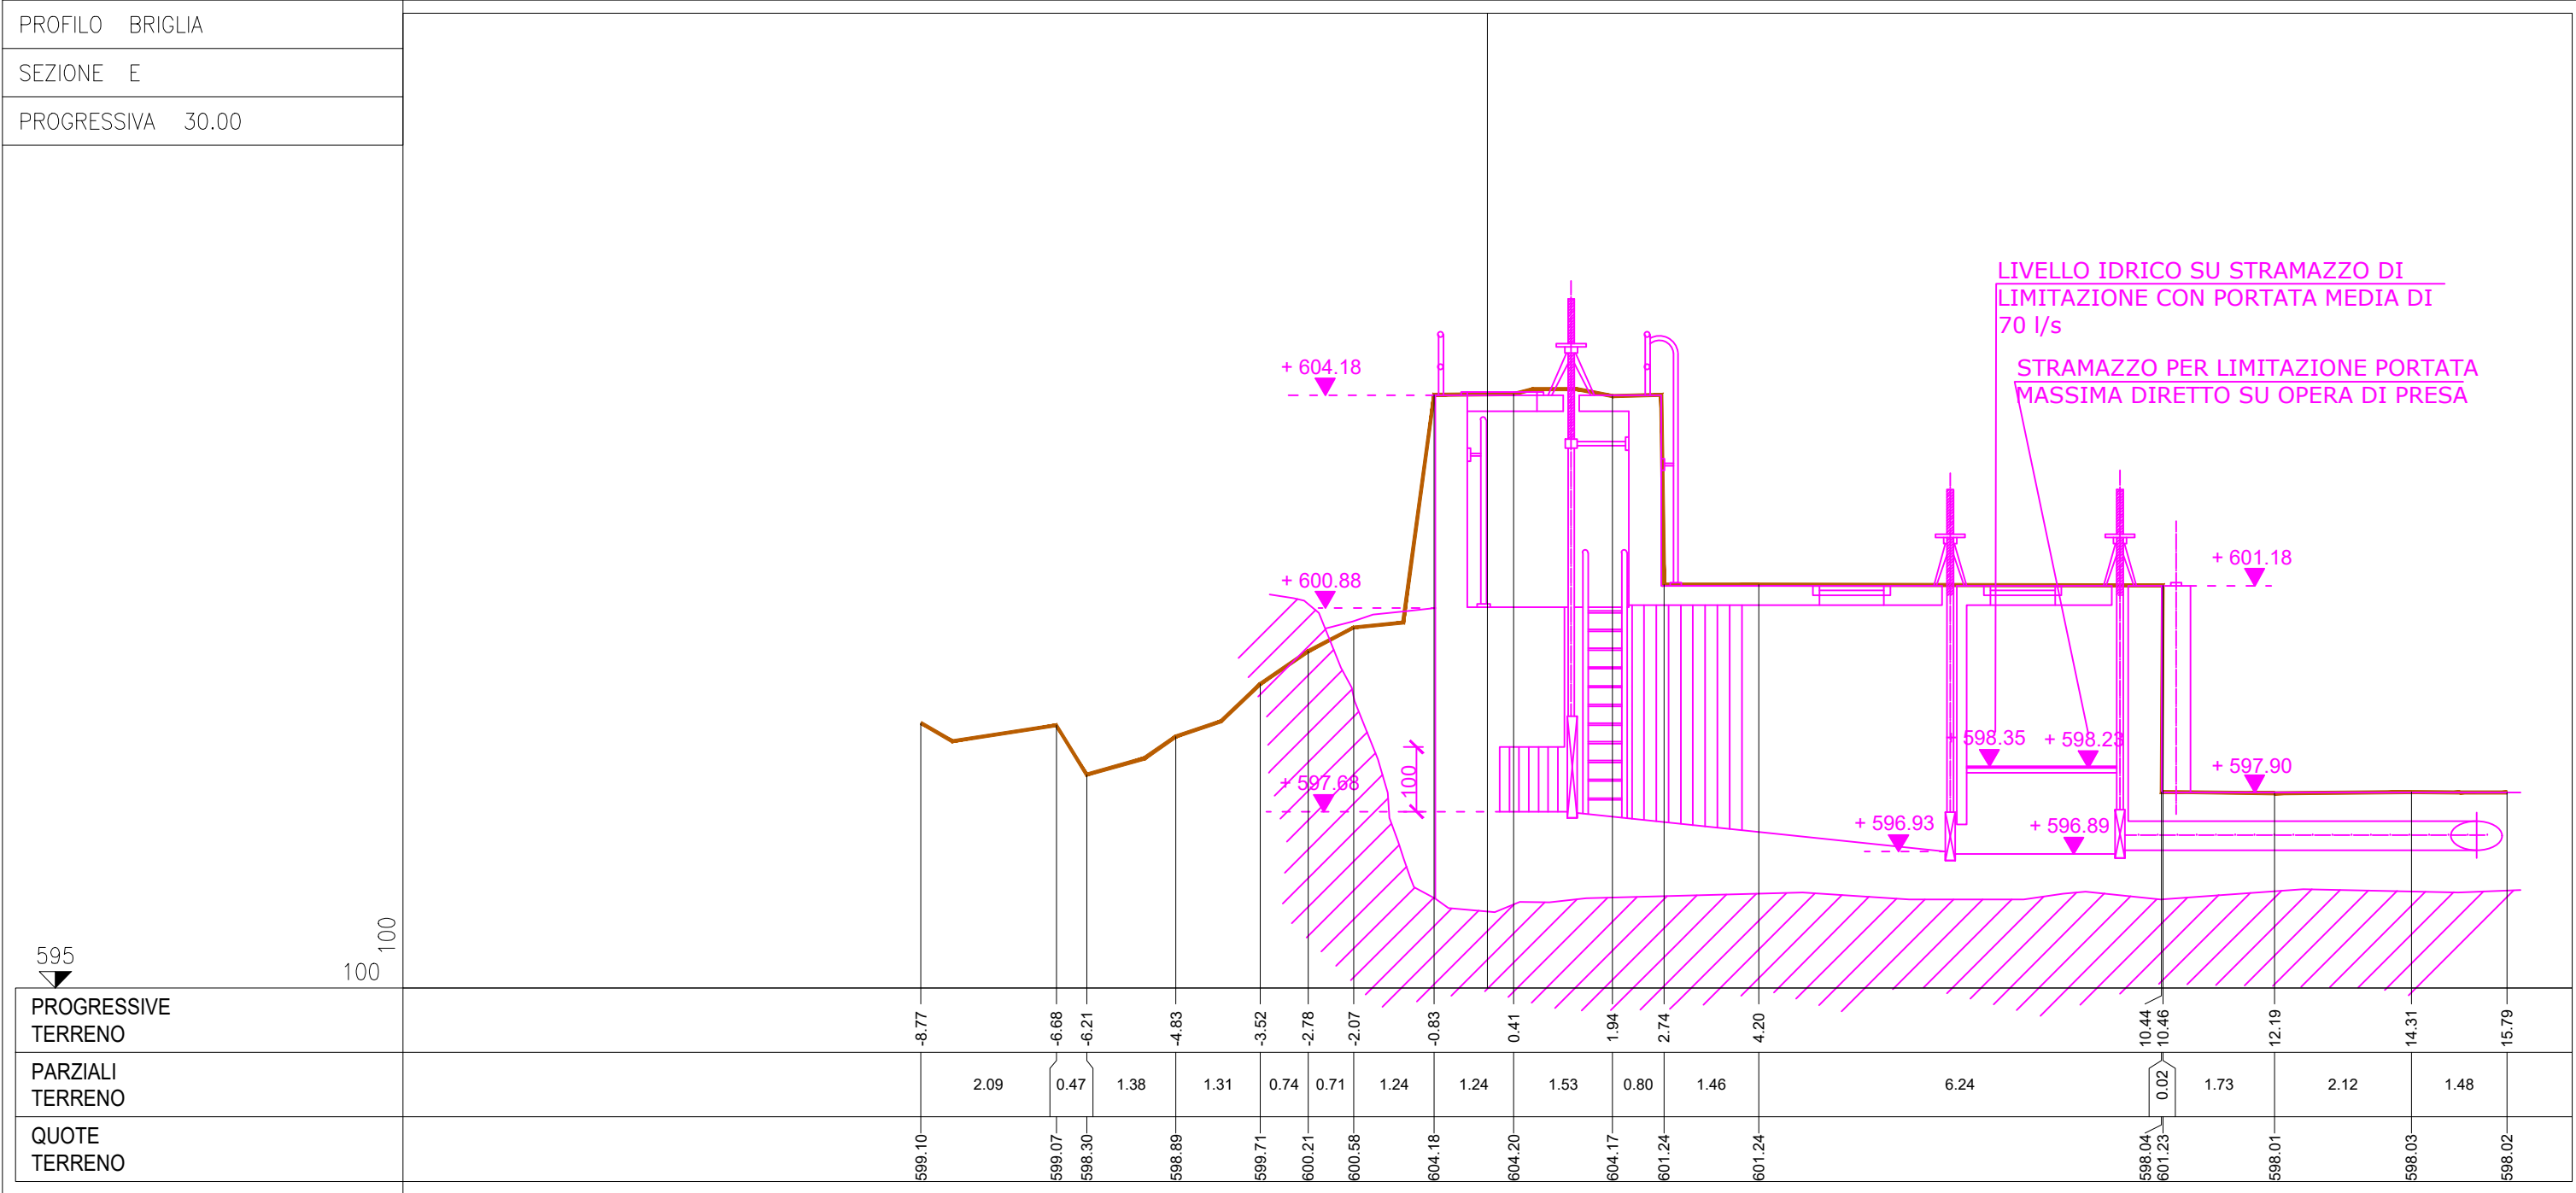 PROFILO BRIGLIA
SEZIONE E
PROGRESSIVA 30.00
LIVELLO IDRICO SU STRAMAZZO DI
LIMITAZIONE CON PORTATA MEDIA DI
70 l/s
STRAMAZZO PER LIMITAZIONE PORTATA
MASSIMA DIRETTO SU OPERA DI PRESA
+ 604.18
+ 601.18
+ 600.88
+ 598.35
+ 598.23
+ 597.90
+ 597.68
100
+ 596.93
+ 596.89
595
100
100
PROGRESSIVE
TERRENO
-8.77 -6.68 -6.21 -4.83 -3.52 -2.78 -2.07 -0.83 0.41 1.94 2.74 4.20 10.44 10.46 12.19 14.31 15.79
PARZIALI
TERRENO
2.09 0.47 1.38 1.31 0.74 0.71 1.24 1.24 1.53 0.80 1.46 6.24 0.02 1.73 2.12 1.48
QUOTE
TERRENO
599.10 599.07 598.30 598.89 599.71 600.21 600.58 604.18 604.20 604.17 601.24 601.24 598.04 601.23 598.01 598.03 598.02